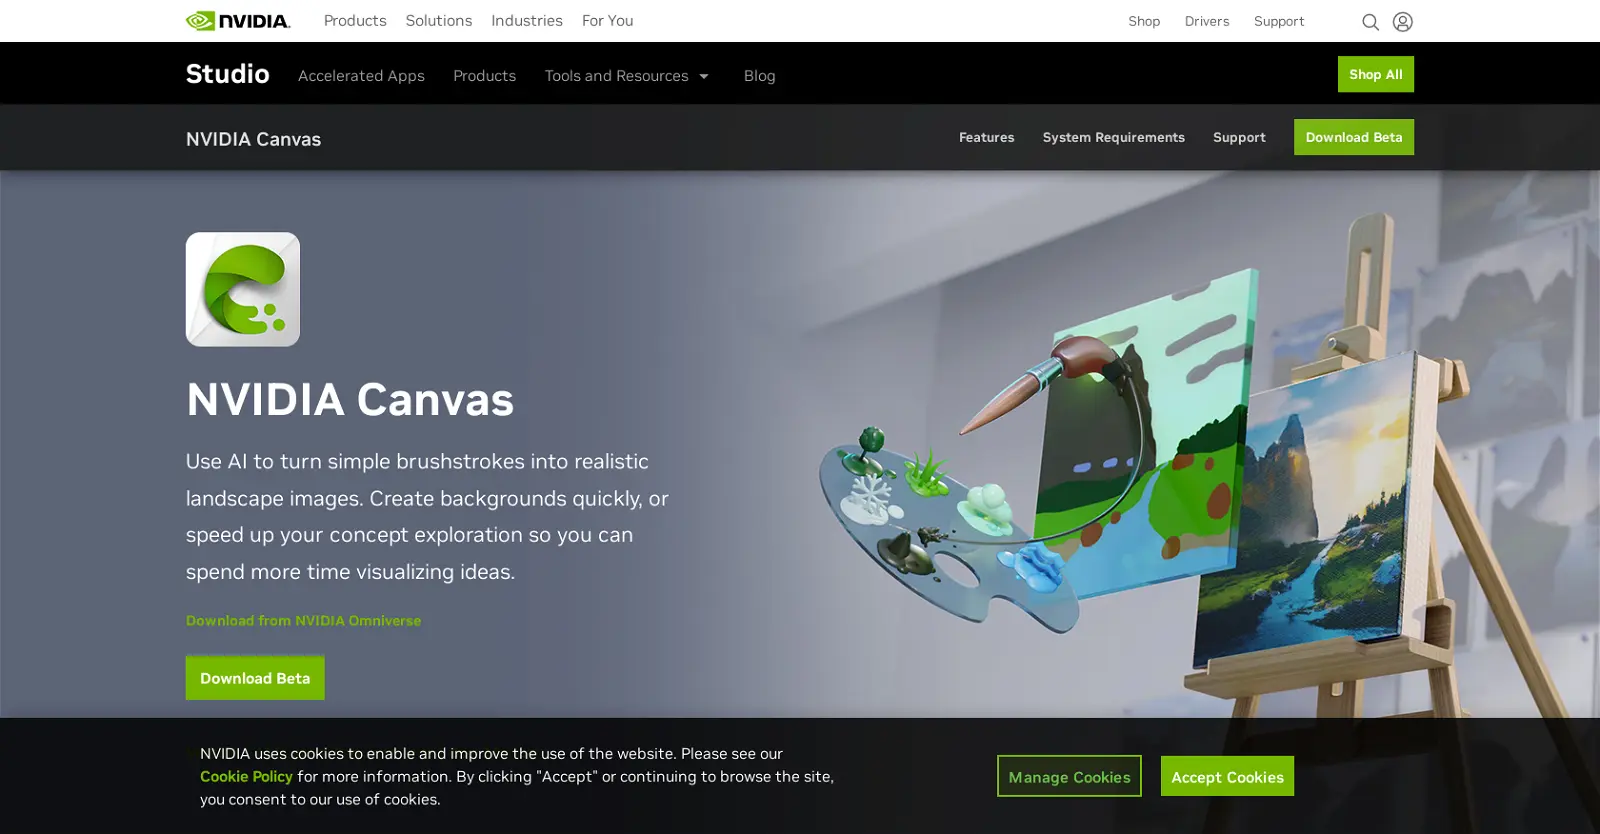 NVIDIA.
Products Solutions Industries For You
Shop Drivers Support
Studio Accelerated Apps Products Tools and Resources Blog
Shop All
NVIDIA Canvas
Features System Requirements Support Download Beta
NVIDIA Canvas
Use AI to turn simple brushstrokes into realistic
landscape images. Create backgrounds quickly, or
speed up your concept exploration so you can
spend more time visualizing ideas.
Download from NVIDIA Omniverse
Download Beta
NVIDIA uses cookies to enable and improve the use of the website. Please see our
Cookie Policy for more information. By clicking "Accept" or continuing to browse the site,
you consent to our use of cookies.
Manage Cookies
Accept Cookies